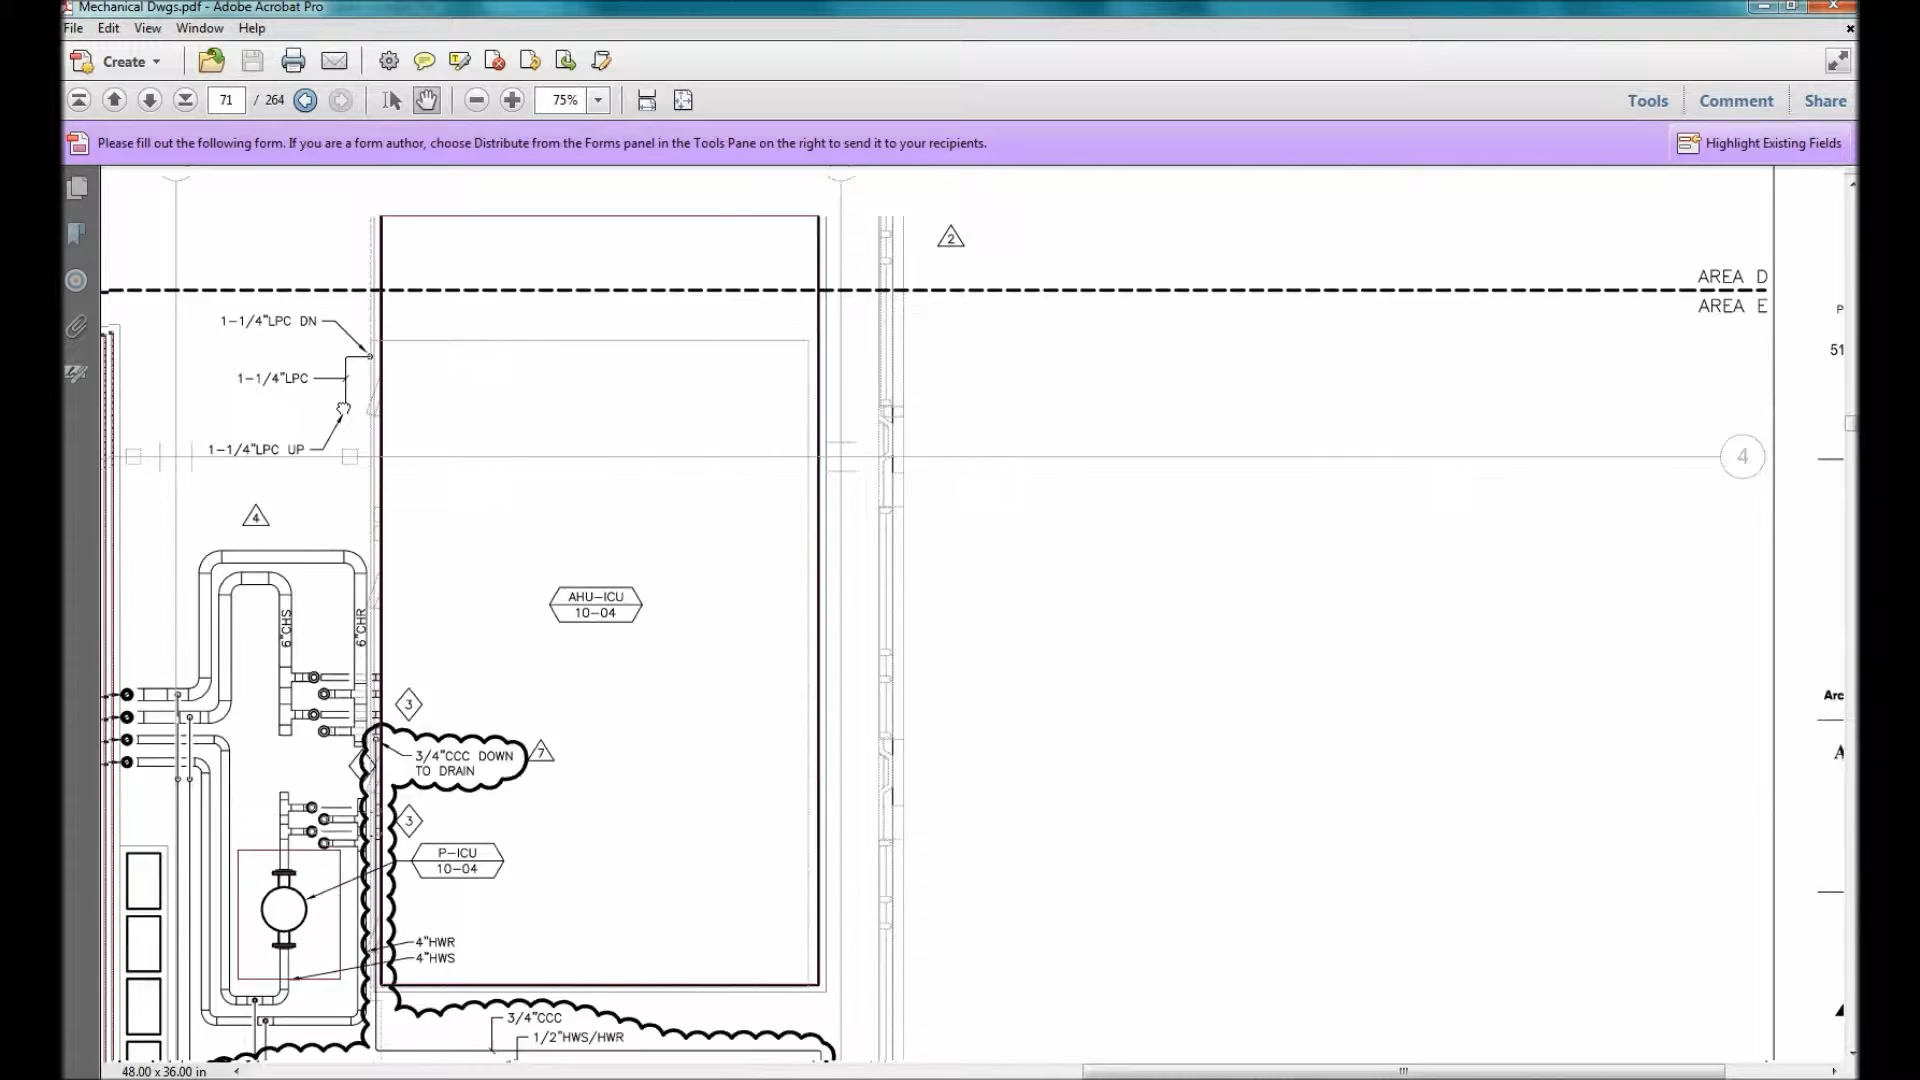 Mechanical Dwgs.pdf - Adobe Acrobat Pro
File Edit View Window Help
Create
71 / 264 75% Tools Comment Share
Please fill out the following form. If you are a form author, choose Distribute from the Forms panel in the Tools Pane on the right to send it to your recipients. Highlight Existing Fields
2
AREA D
AREA E
1-1/4"LPC DN
P
51
1-1/4"LPC
1-1/4"LPC UP
4
4
AHU-ICU
10-04
6"CHS
6"CHR
3
Arc
3/4"CCC DOWN
TO DRAIN
7
A
3
P-ICU
10-04
4"HWR
4"HWS
3/4"CCC
1/2"HWS/HWR
48.00 x 36.00 in